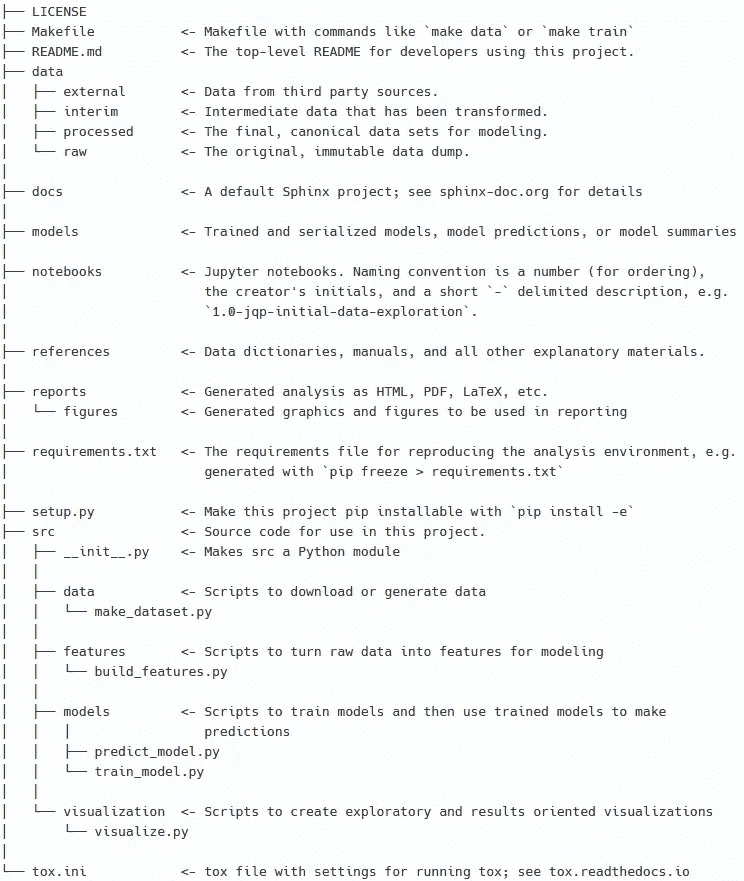 ├── LICENSE
├── Makefile           <- Makefile with commands like `make data` or `make train`
├── README.md          <- The top-level README for developers using this project.
├── data
│   ├── external       <- Data from third party sources.
│   ├── interim        <- Intermediate data that has been transformed.
│   ├── processed      <- The final, canonical data sets for modeling.
│   └── raw            <- The original, immutable data dump.
│
├── docs               <- A default Sphinx project; see sphinx-doc.org for details
│
├── models             <- Trained and serialized models, model predictions, or model summaries
│
├── notebooks          <- Jupyter notebooks. Naming convention is a number (for ordering),
│                         the creator's initials, and a short `-` delimited description, e.g.
│                         `1.0-jqp-initial-data-exploration`.
│
├── references         <- Data dictionaries, manuals, and all other explanatory materials.
│
├── reports            <- Generated analysis as HTML, PDF, LaTeX, etc.
│   └── figures        <- Generated graphics and figures to be used in reporting
│
├── requirements.txt   <- The requirements file for reproducing the analysis environment, e.g.
│                         generated with `pip freeze > requirements.txt`
│
├── setup.py           <- Make this project pip installable with `pip install -e`
├── src                <- Source code for use in this project.
│   ├── __init__.py    <- Makes src a Python module
│   │
│   ├── data           <- Scripts to download or generate data
│   │   └── make_dataset.py
│   │
│   ├── features       <- Scripts to turn raw data into features for modeling
│   │   └── build_features.py
│   │
│   ├── models         <- Scripts to train models and then use trained models to make
│   │   │                 predictions
│   │   ├── predict_model.py
│   │   └── train_model.py
│   │
│   └── visualization  <- Scripts to create exploratory and results oriented visualizations
│       └── visualize.py
│
└── tox.ini            <- tox file with settings for running tox; see tox.readthedocs.io